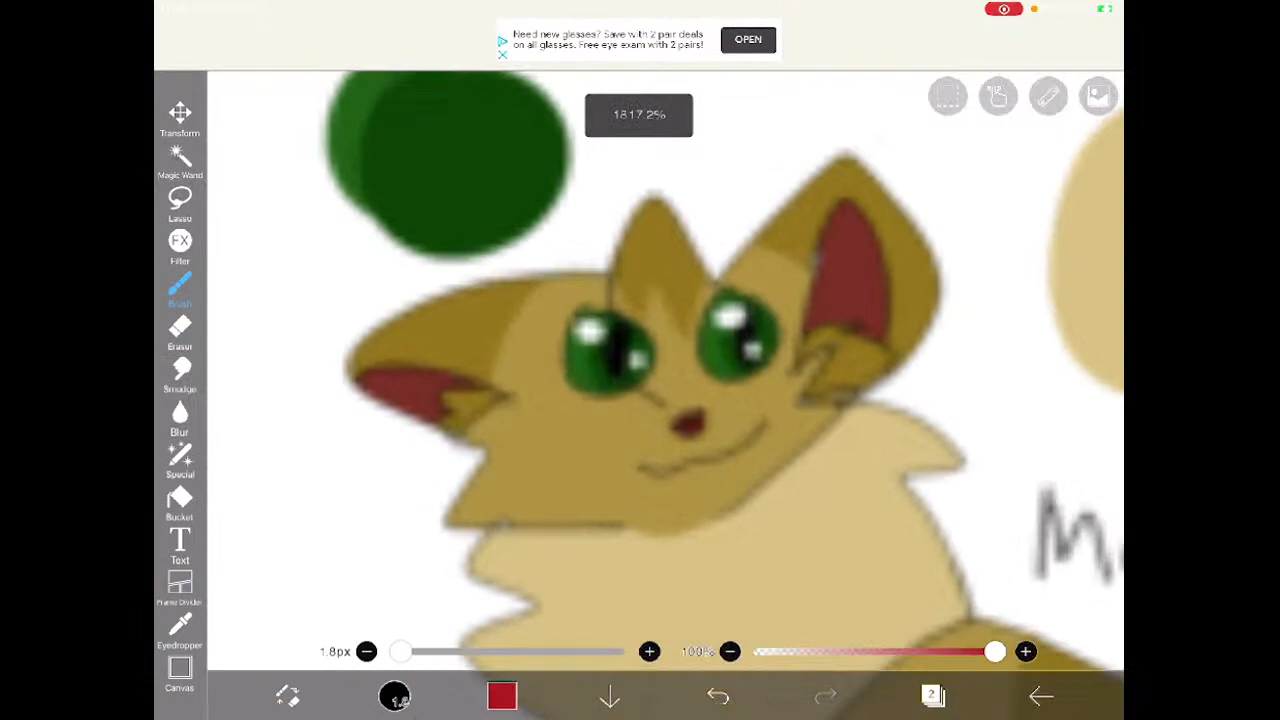 Need new glasses? Save with 2 pair deals
on all glasses. Free eye exam with 2 pairs!
OPEN
1817.2%
Transform
Magic Wand
Lasso
FX
Filter
Brush
Eraser
Smudge
Blur
Special
Bucket
T
Text
Frame Divider
Eyedropper
Canvas
1.8px
100%
1.8
2